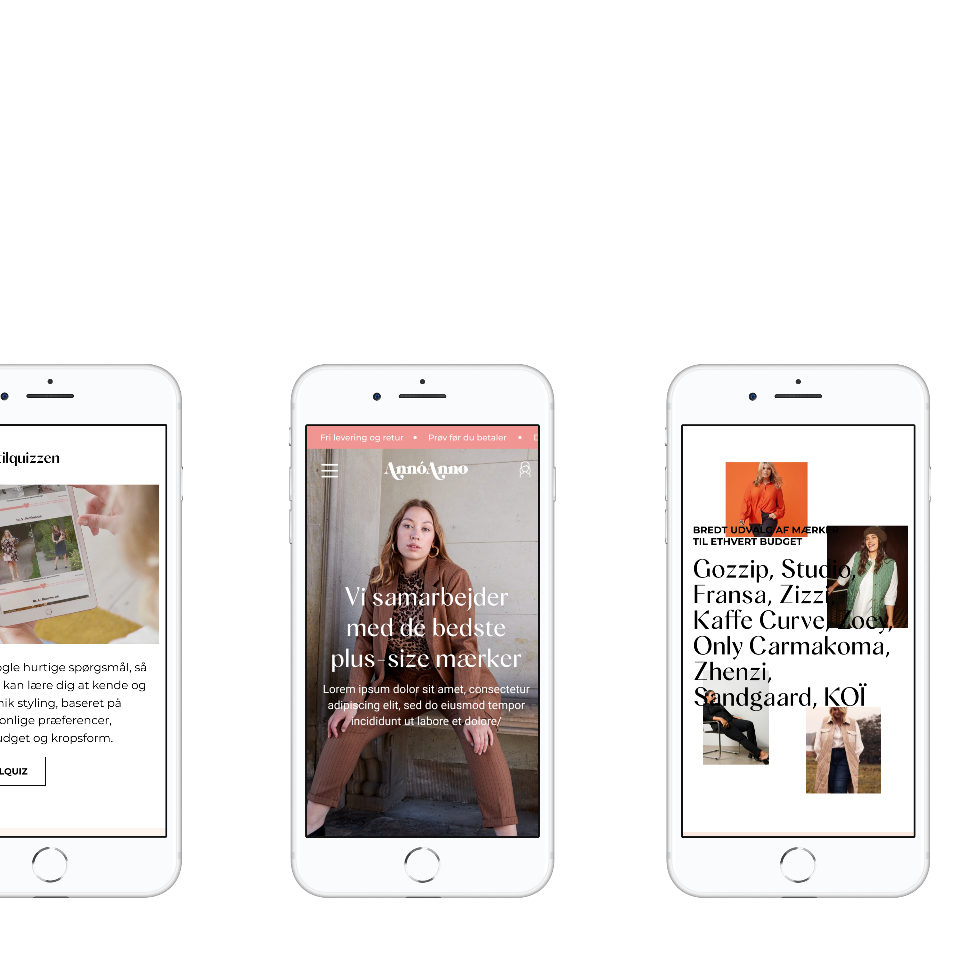 tilquizzen
ogle hurtige spørgsmål, så
kan lære dig at kende og
nik styling, baseret på
onlige præferencer,
udget og kropsform.
LQUIZ
Fri levering og retur • Prøv før du betaler •
AnnóAnno
Vi samarbejder
med de bedste
plus-size mærker
Lorem ipsum dolor sit amet, consectetur
adipiscing elit, sed do eiusmod tempor
incididunt ut labore et dolore/
BREDT UDVALG AF MÆRKER
TIL ETHVERT BUDGET
Gozzip, Studio,
Fransa, Zizzi,
Kaffe Curve, Zoey,
Only Carmakoma,
Zhenzi,
Sandgaard, KOÏ